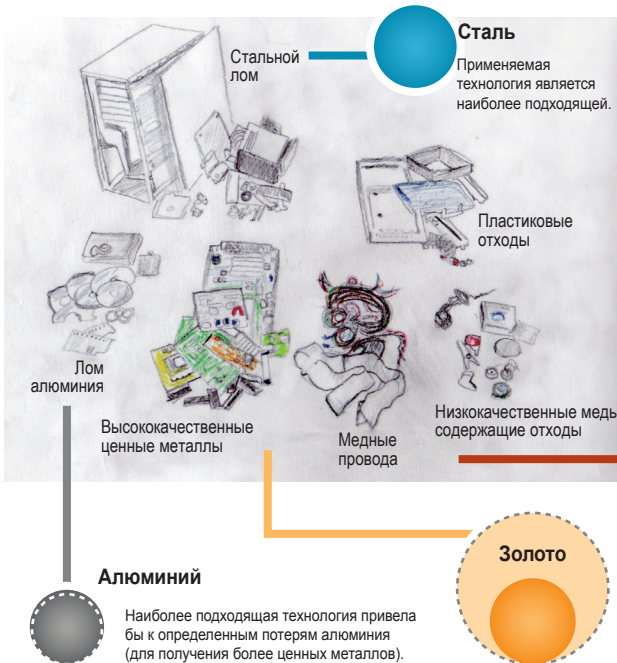 Сталь
Применяемая
технология является
наиболее подходящей.
Стальной
лом
Пластиковые
отходы
Лом
алюминия
Высококачественные
ценные металлы
Медные
провода
Низкокачественные медь
содержащие отходы
Золото
Алюминий
Наиболее подходящая технология привела
бы к определенным потерям алюминия
(для получения более ценных металлов).